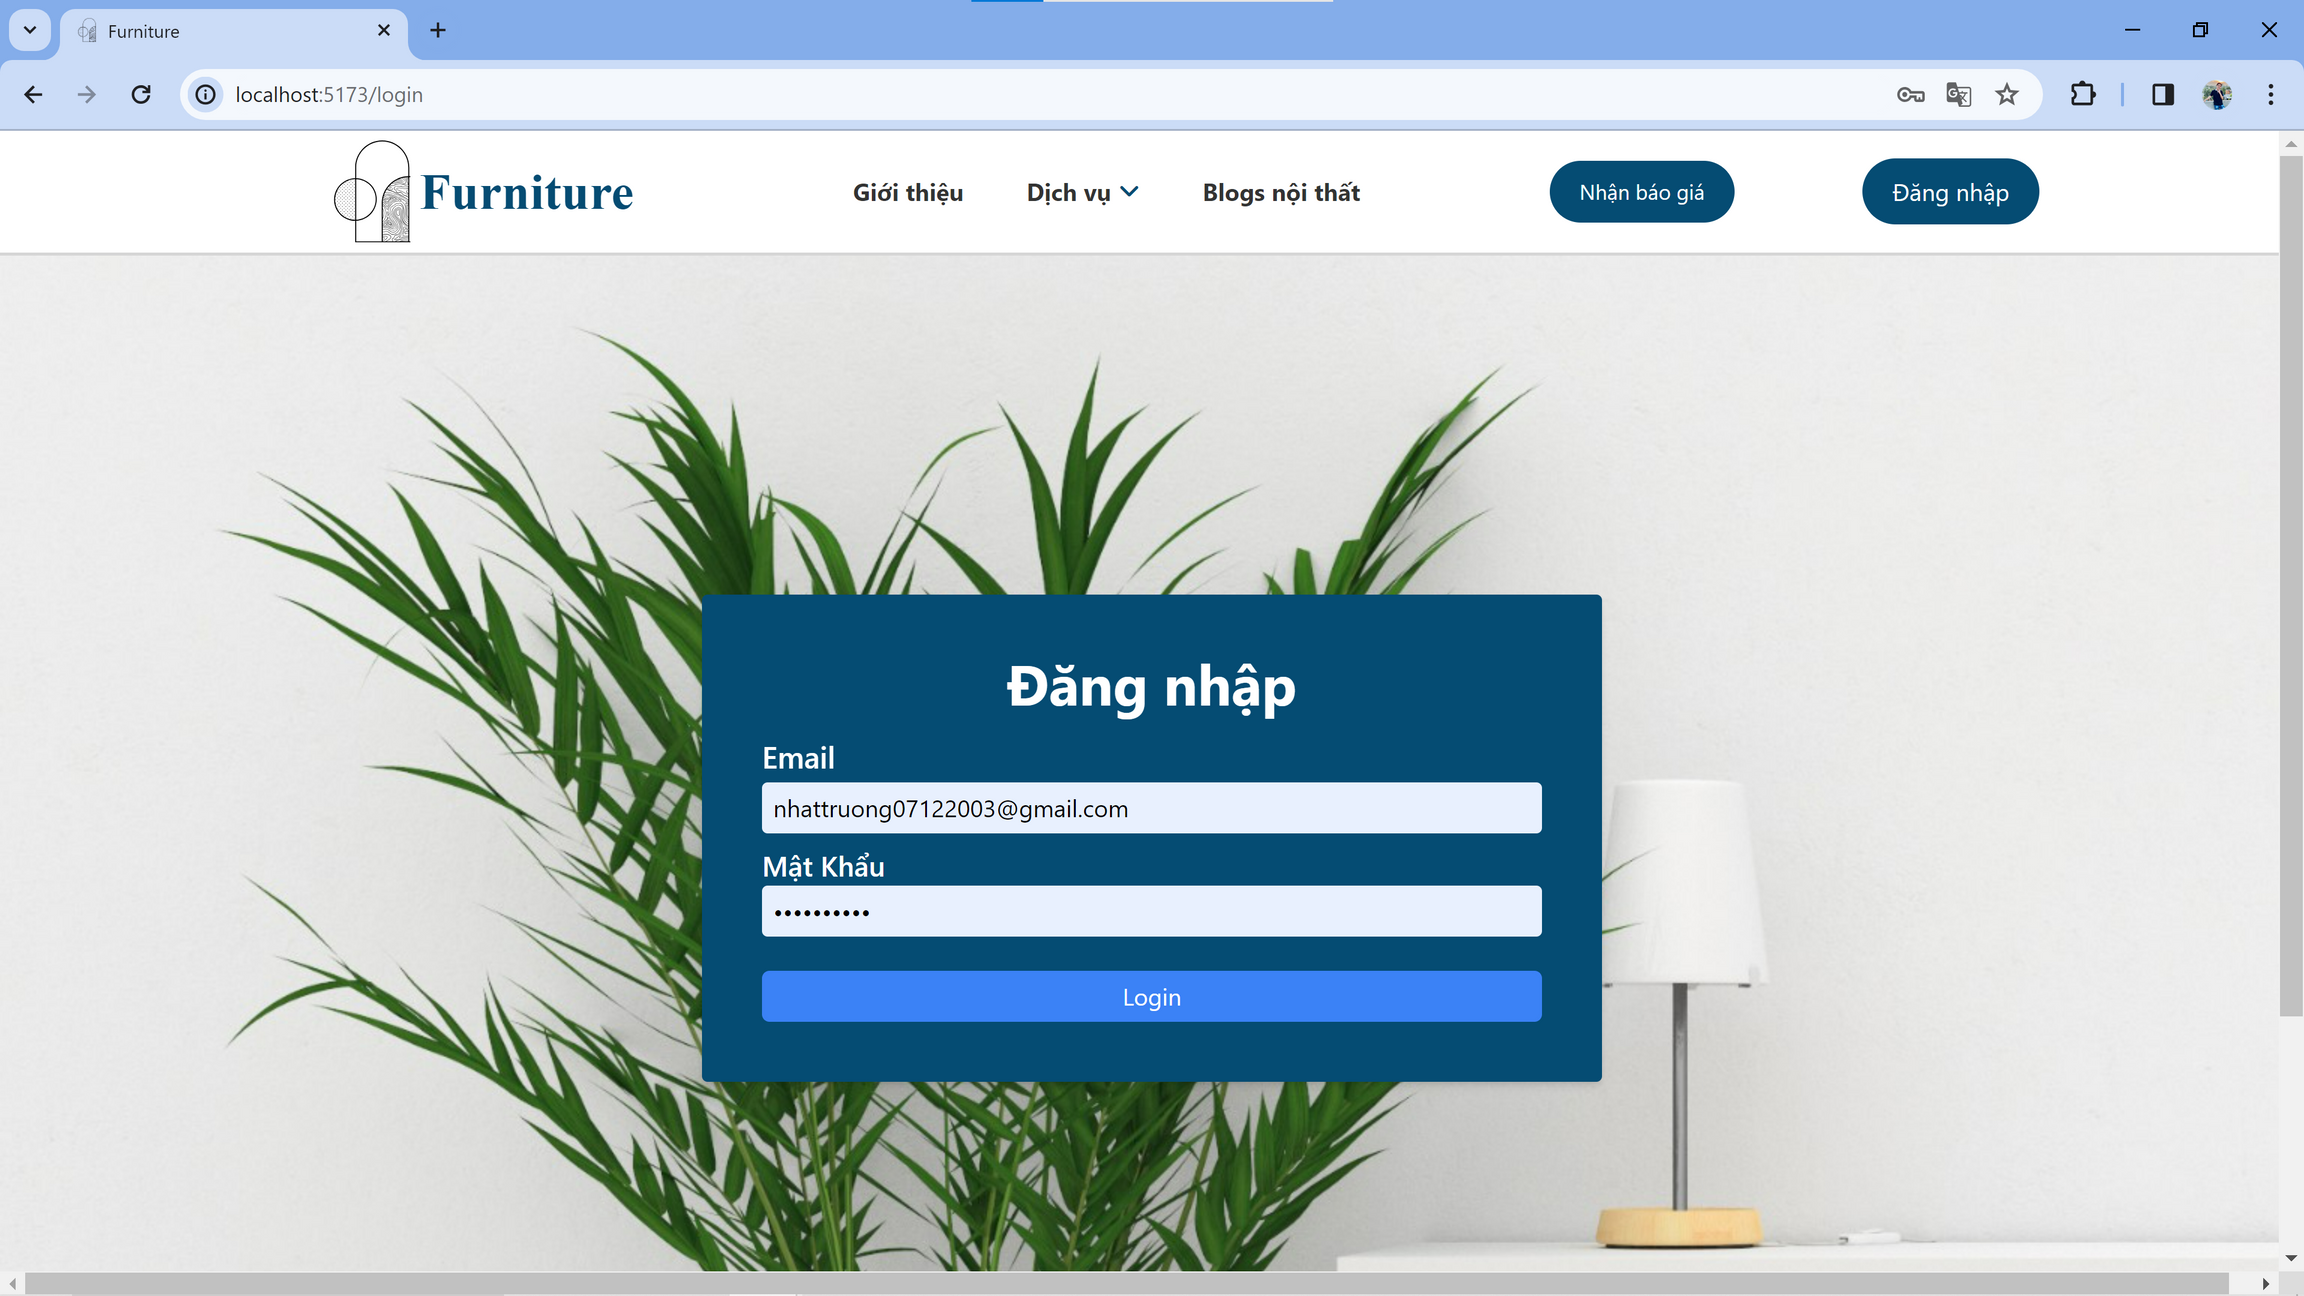 Furniture
localhost:5173/login
Furniture
Giới thiệu
Dịch vụ
Blogs nội thất
Nhận báo giá
Đăng nhập
Đăng nhập
Email
nhattruong07122003@gmail.com
Mật Khẩu
••••••••••
Login